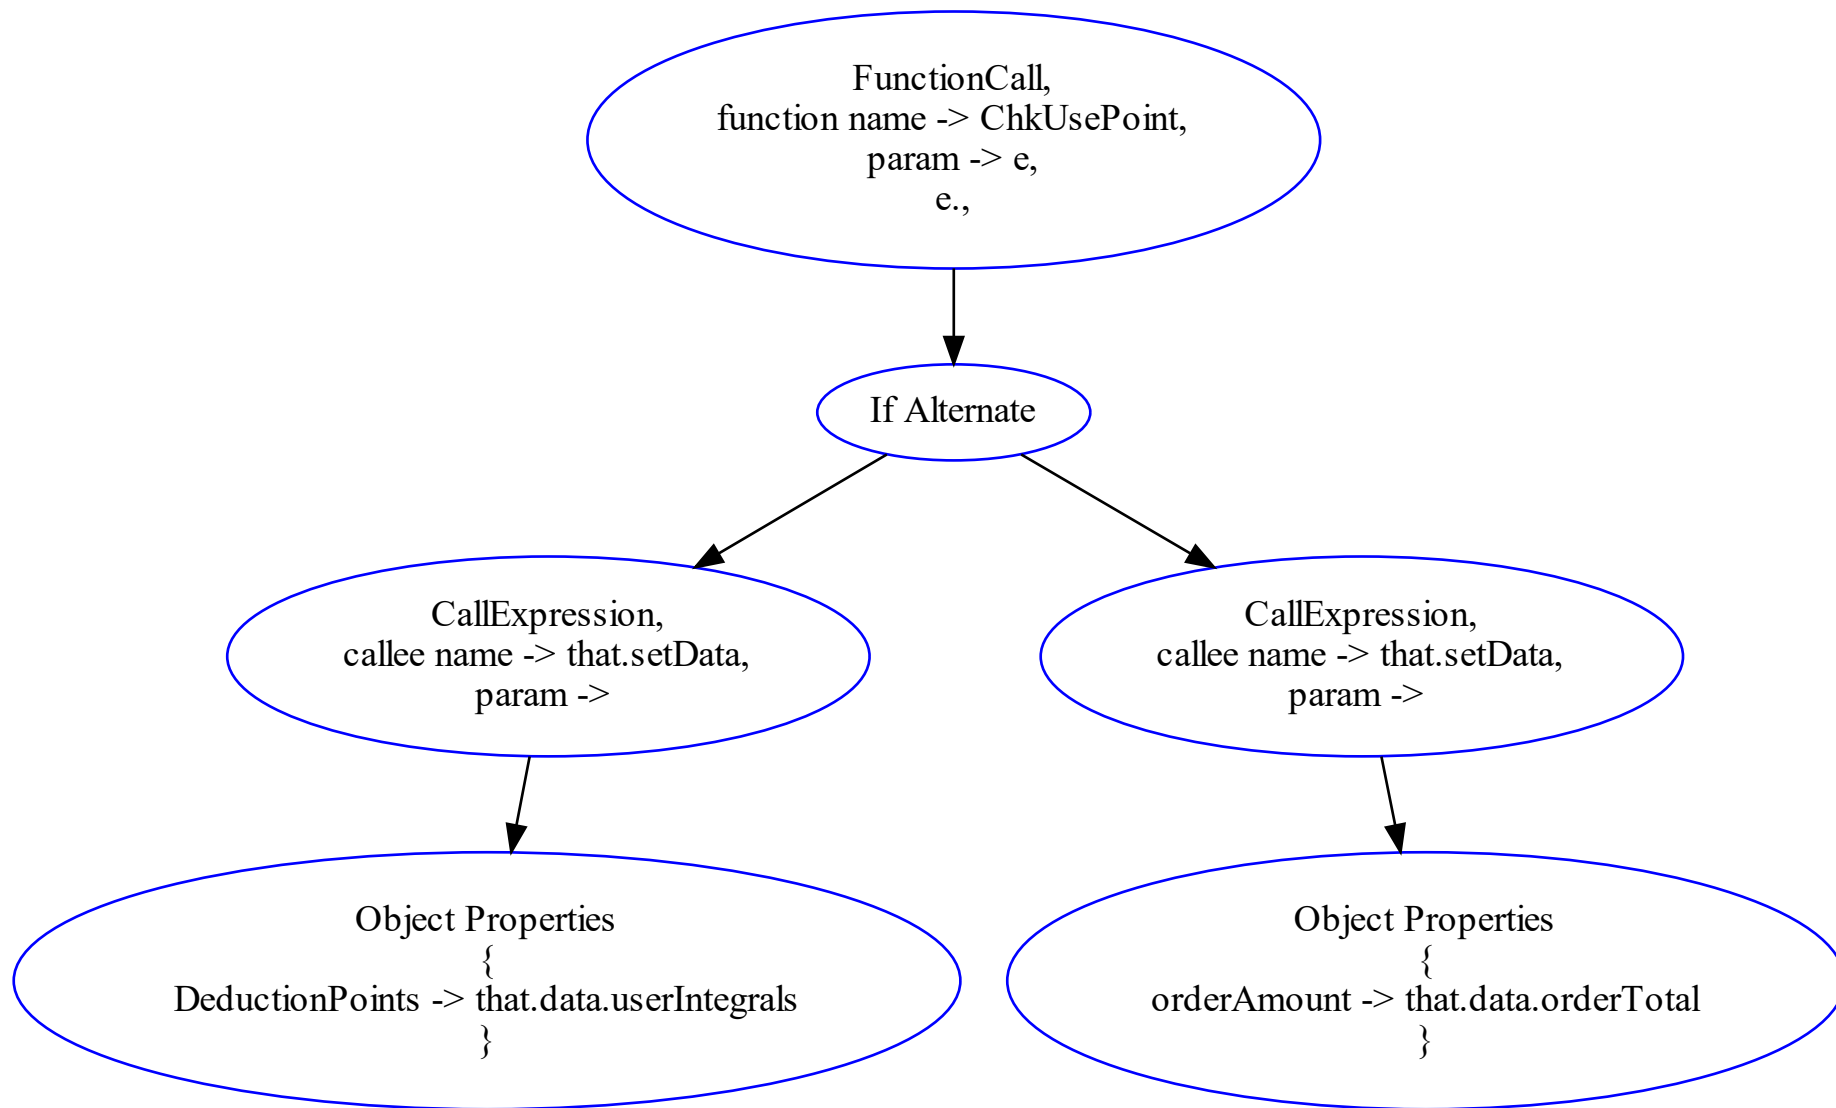 FunctionCall,
function name -> ChkUsePoint,
param -> e,
e.,
If Alternate
CallExpression,
callee name -> that.setData,
param ->
CallExpression,
callee name -> that.setData,
param ->
Object Properties
{
DeductionPoints -> that.data.userIntegrals
}
Object Properties
{
orderAmount -> that.data.orderTotal
}